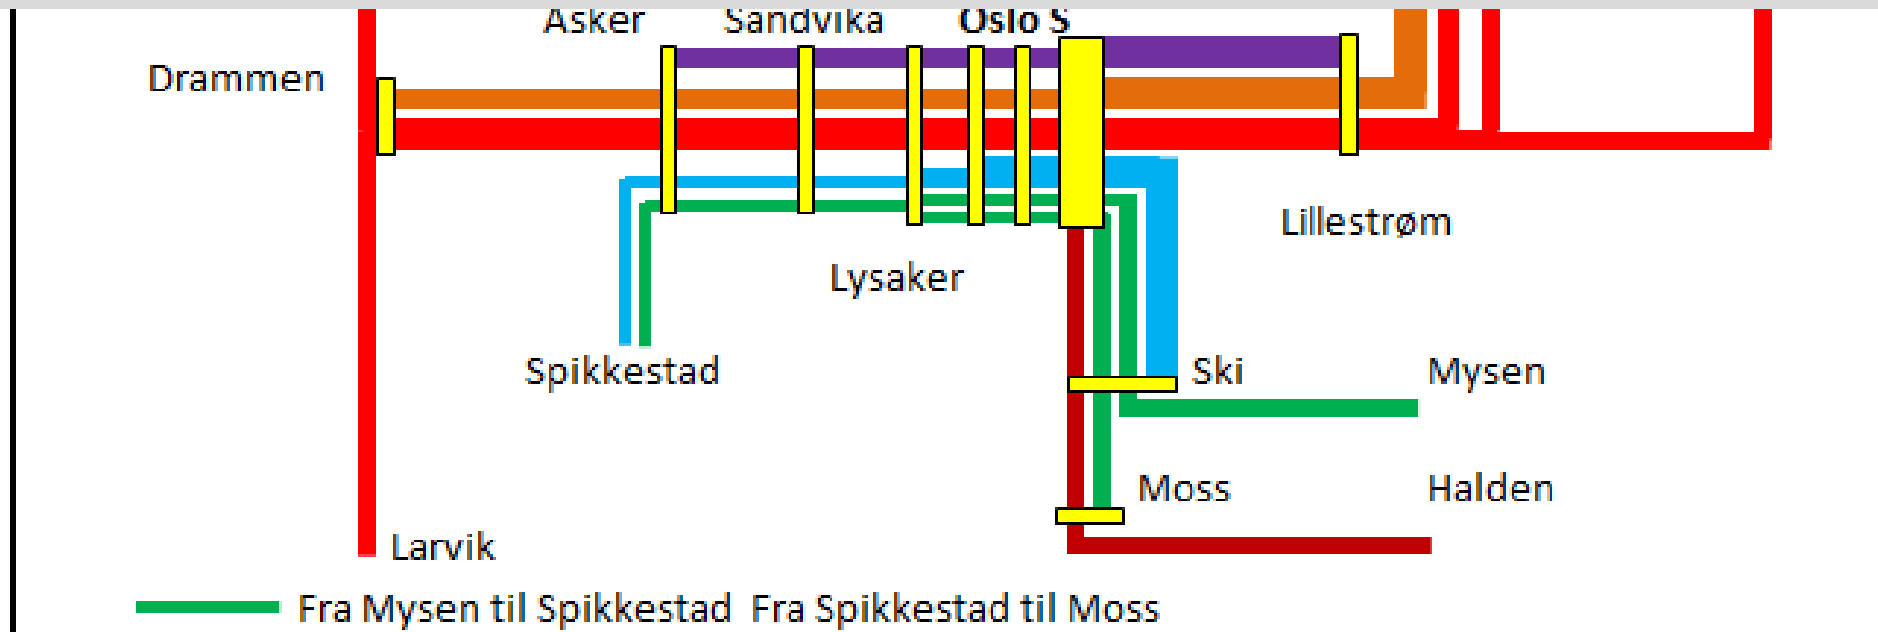 Asker Sandvika Oslo S
Drammen
Lillestrøm
Lysaker
Spikkestad Ski Mysen
Moss Halden
Larvik
Fra Mysen til Spikkestad Fra Spikkestad til Moss